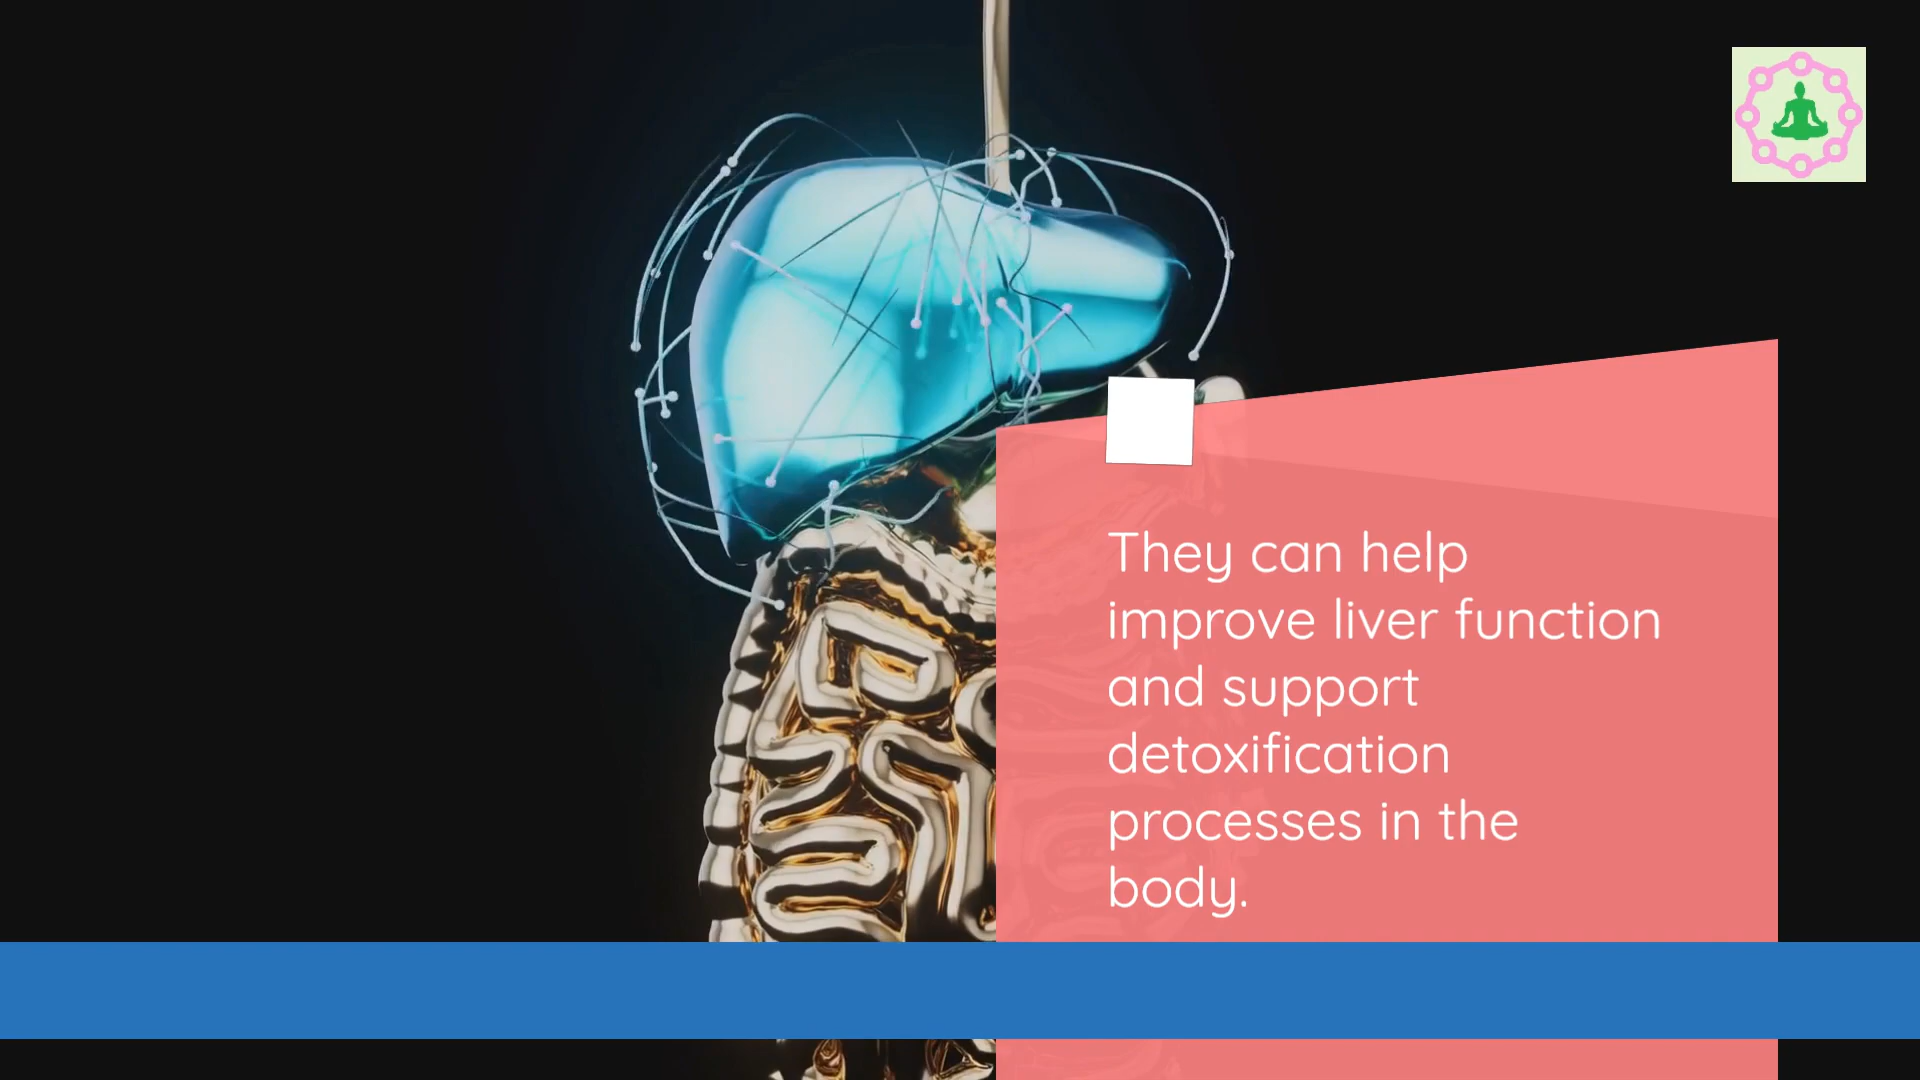 They can help
improve liver function
and support
detoxification
processes in the
body.